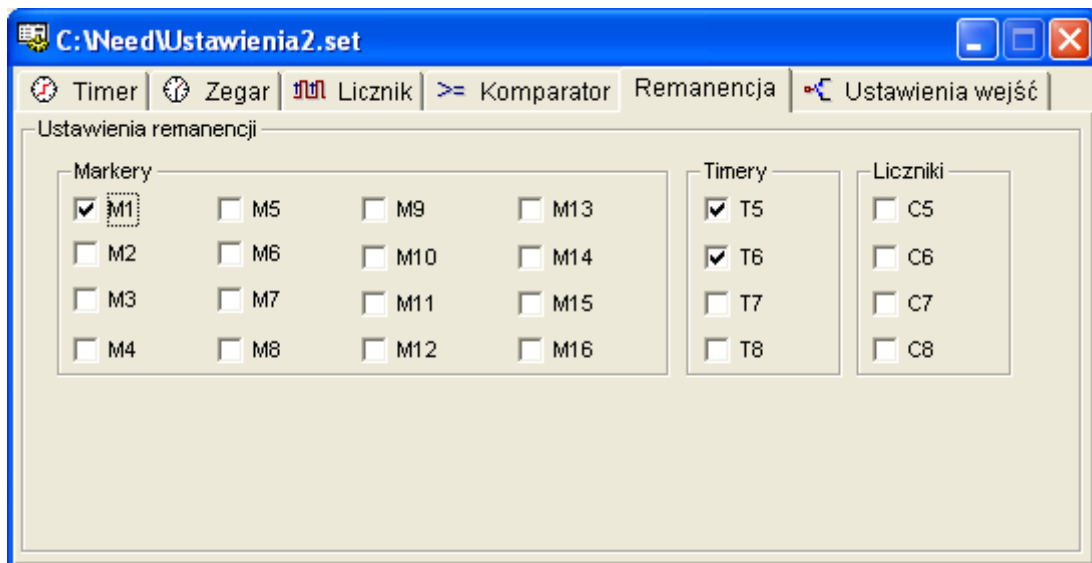 C:\Need\Ustawienia2.set
Timer Zegar Licznik >= Komparator Remanencja Ustawienia wejść
Ustawienia remanencji
Markery Timery Liczniki
M1 M5 M9 M13 T5 C5
M2 M6 M10 M14 T6 C6
M3 M7 M11 M15 T7 C7
M4 M8 M12 M16 T8 C8